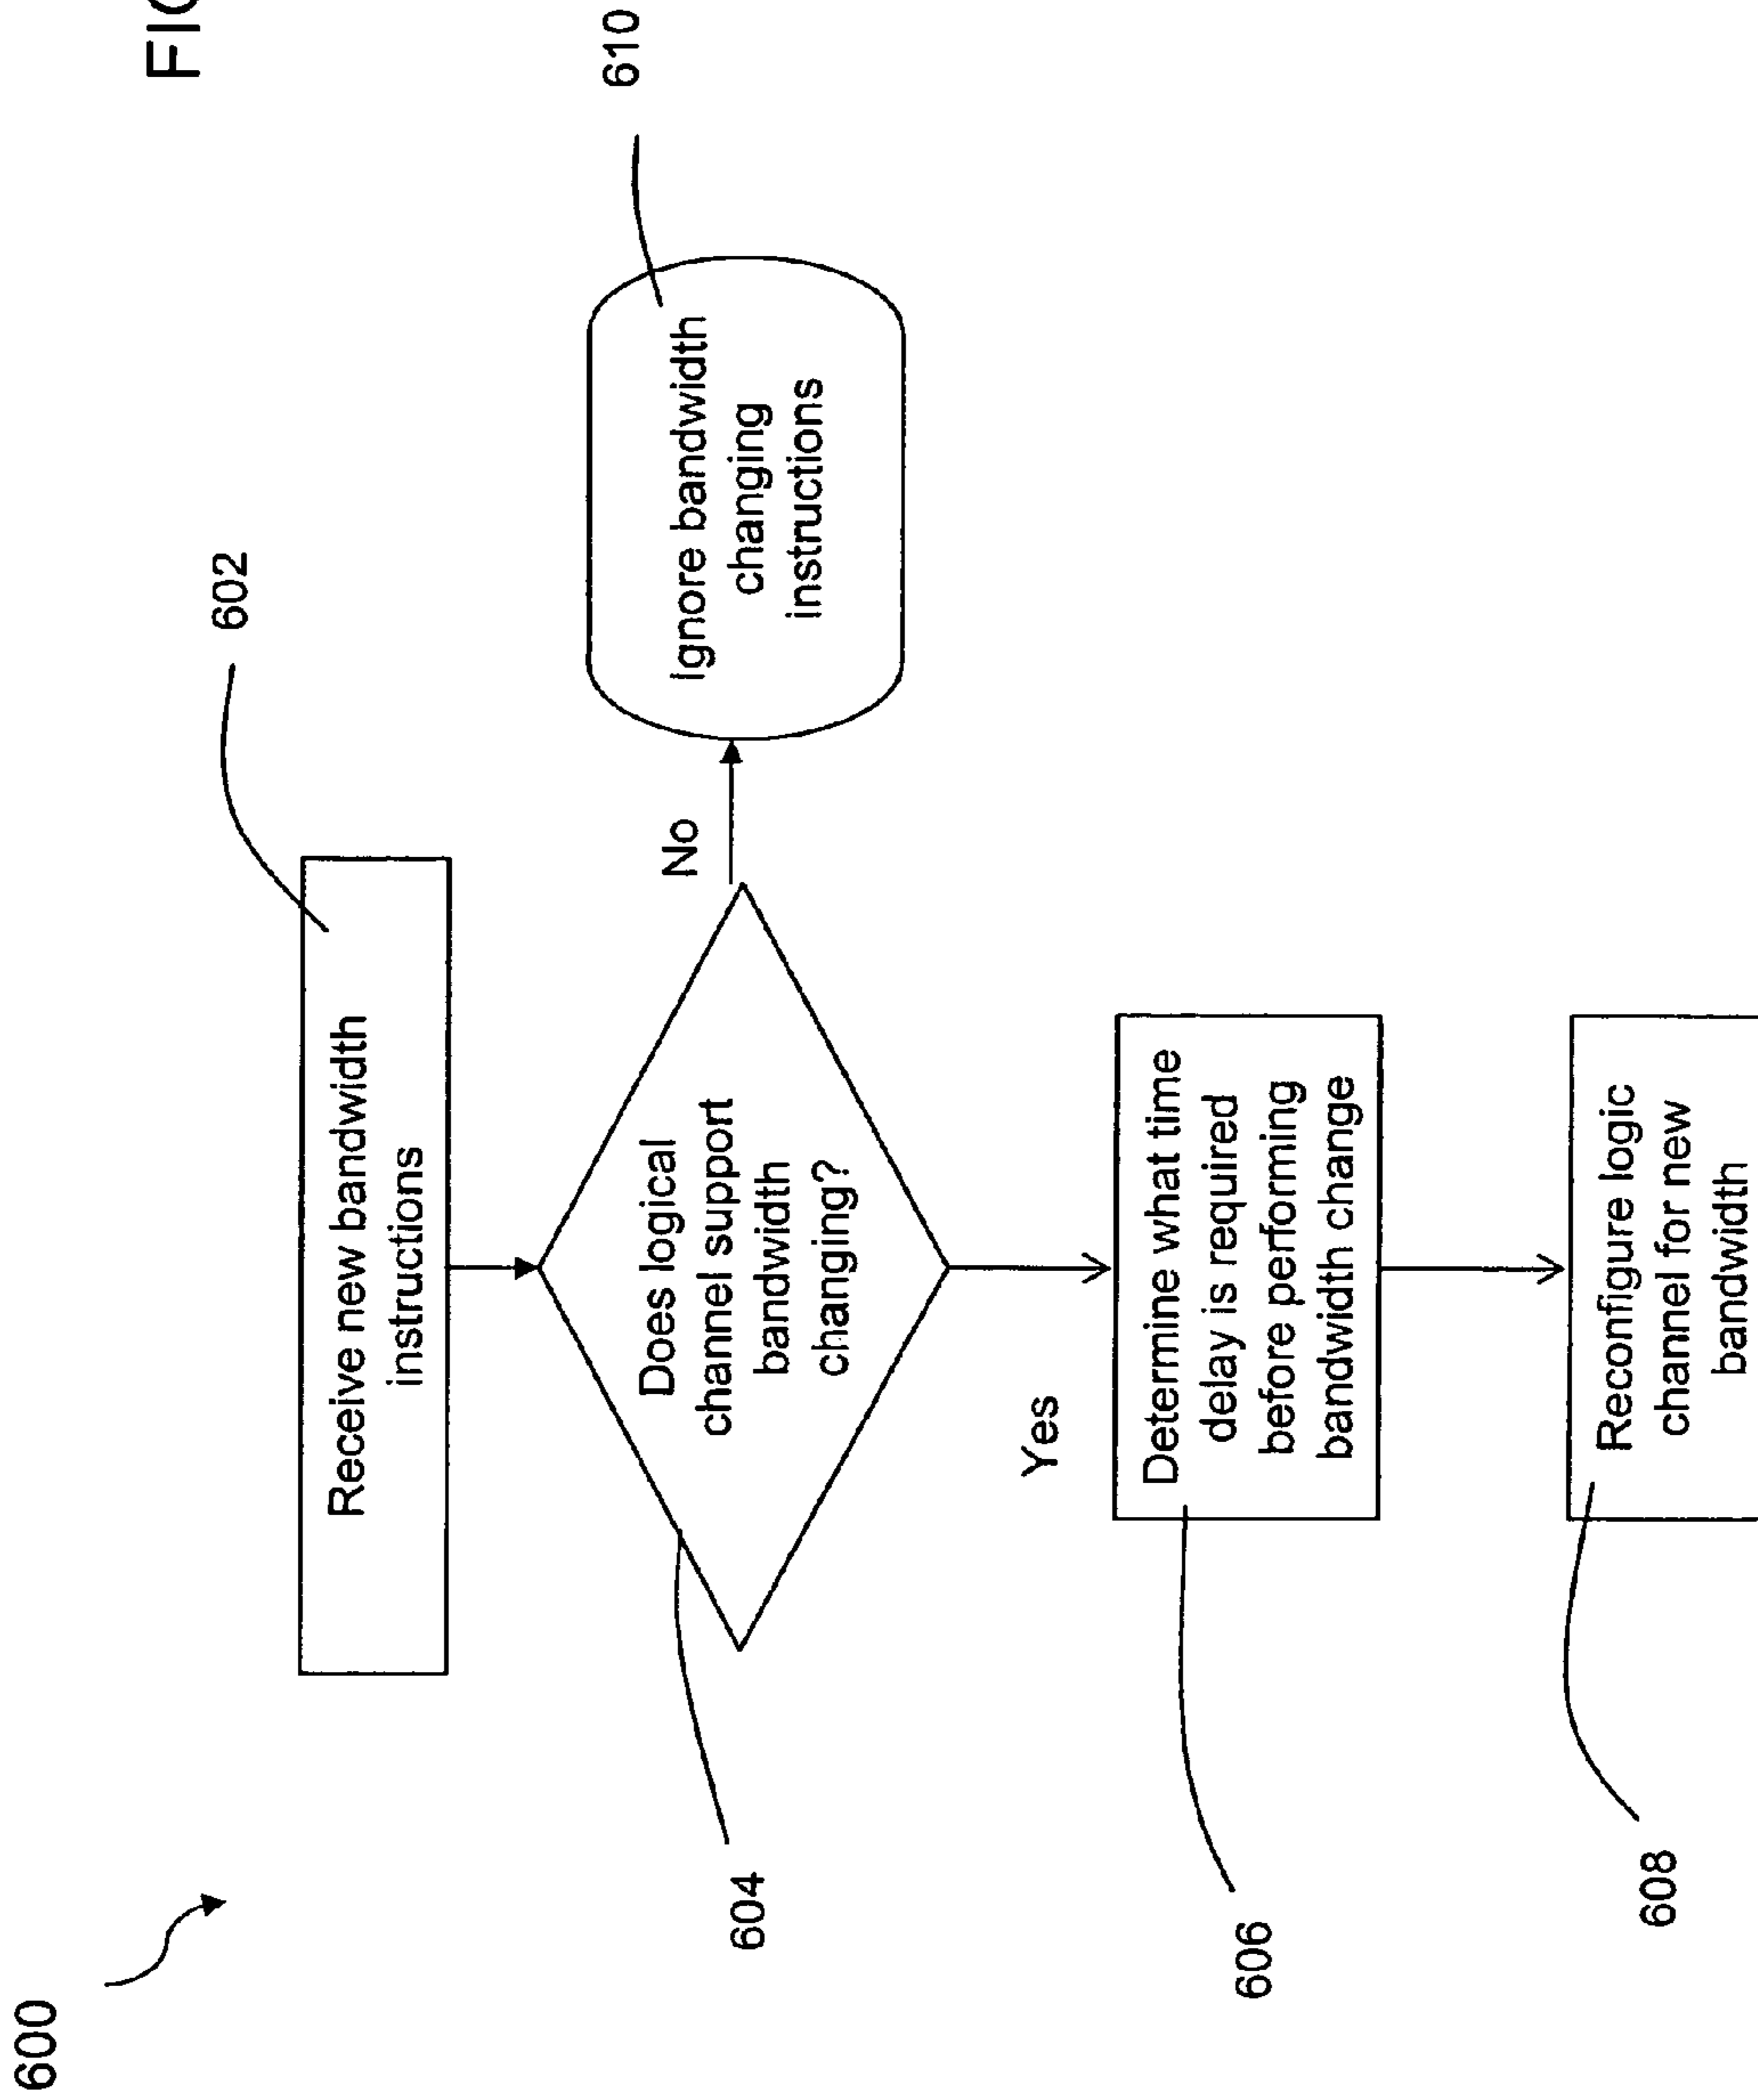 600
FIG
602
Receive new bandwidth
instructions
604
Does logical
channel support
bandwidth
changing?
No
610
Ignore bandwidth
changing
instructions
Yes
606
Determine what time
delay is required
before performing
bandwidth change
608
Reconfigure logic
channel for new
bandwidth